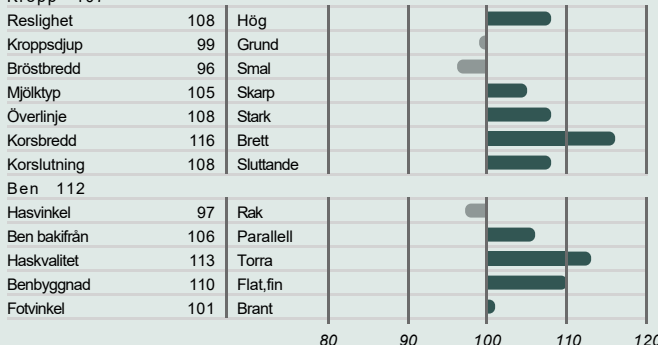 Reslighet 108 Hög
Kroppsdjup 99 Grund
Bröstbredd 96 Smal
Mjölktyp 105 Skarp
Överlinje 108 Stark
Korsbredd 116 Brett
Korslutning 108 Sluttande
Ben 112
Hasvinkel 97 Rak
Ben bakifrån 106 Parallell
Haskvalitet 113 Torra
Benbyggnad 110 Flat,fin
Fotvinkel 101 Brant
80 90 100 110 120